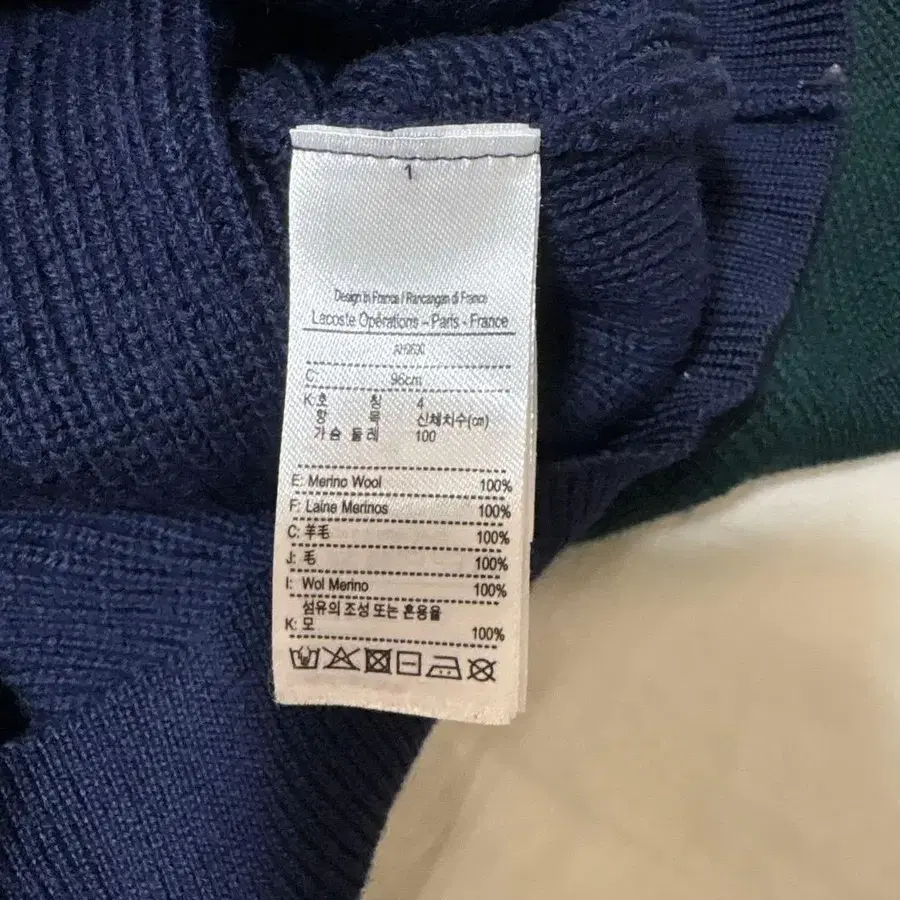 1
Design in France / Rancangan di France
Lacoste Opérations – Paris - France
C: 96cm
K:호 칭 4
항 목 신체치수(㎝)
가슴 둘레 100
E: Merino Wool 100%
F: Laine Merinos 100%
C: 羊毛 100%
J: 毛 100%
I: Wol Merino 100%
섬유의 조성 또는 혼용율
K: 모 100%